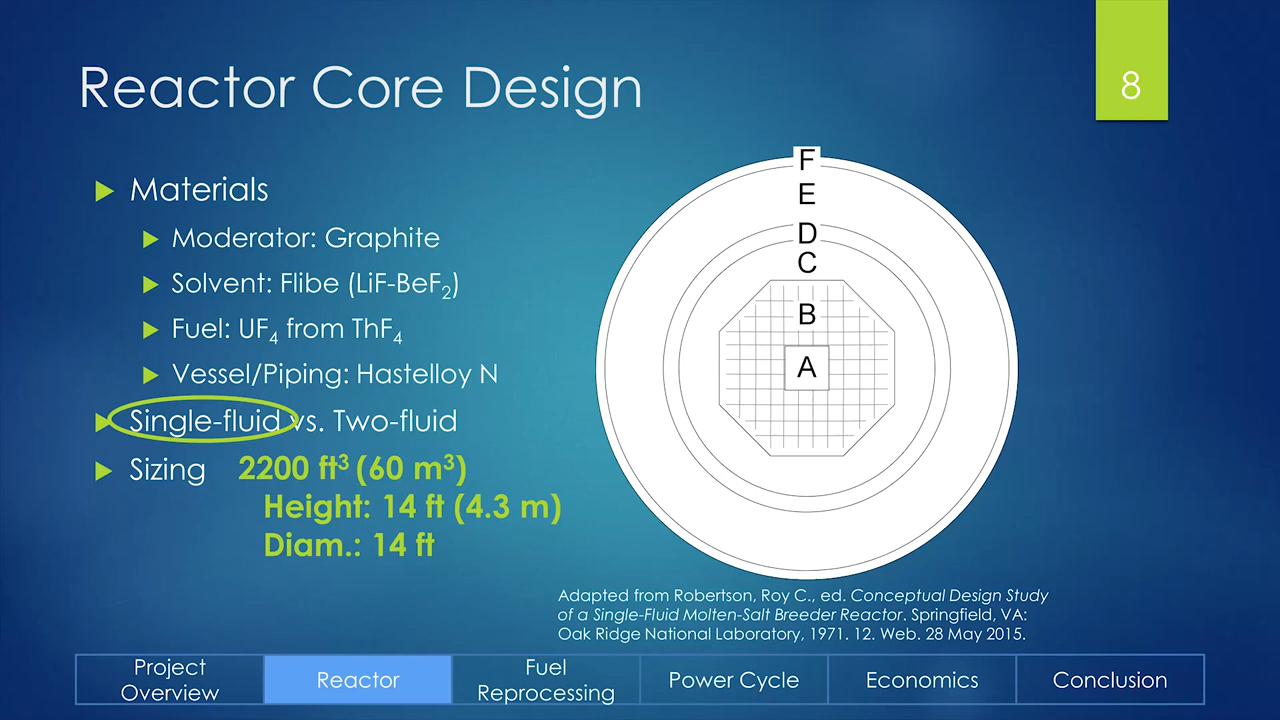 Reactor Core Design
8
Materials
Moderator: Graphite
Solvent: Flibe (LiF-BeF₂)
Fuel: UF₄ from ThF₄
Vessel/Piping: Hastelloy N
Single-fluid vs. Two-fluid
Sizing 2200 ft³ (60 m³)
Height: 14 ft (4.3 m)
Diam.: 14 ft
F
E
D
C
B
A
Adapted from Robertson, Roy C., ed. Conceptual Design Study
of a Single-Fluid Molten-Salt Breeder Reactor. Springfield, VA:
Oak Ridge National Laboratory, 1971. 12. Web. 28 May 2015.
Project
Overview
Reactor
Fuel
Reprocessing
Power Cycle
Economics
Conclusion